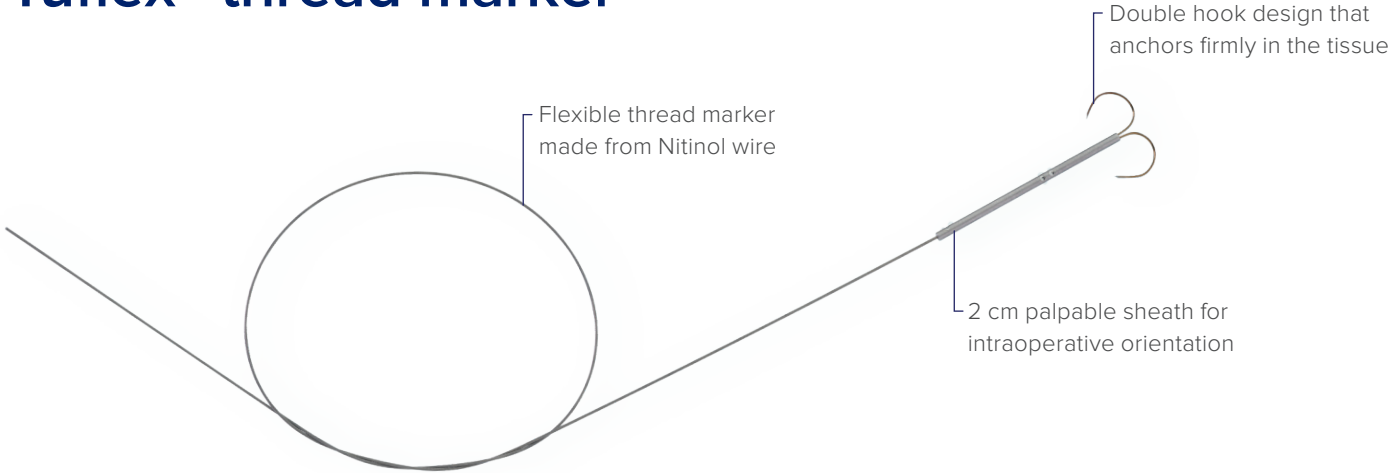 thread marker
Double hook design that
anchors firmly in the tissue
Flexible thread marker
made from Nitinol wire
2 cm palpable sheath for
intraoperative orientation